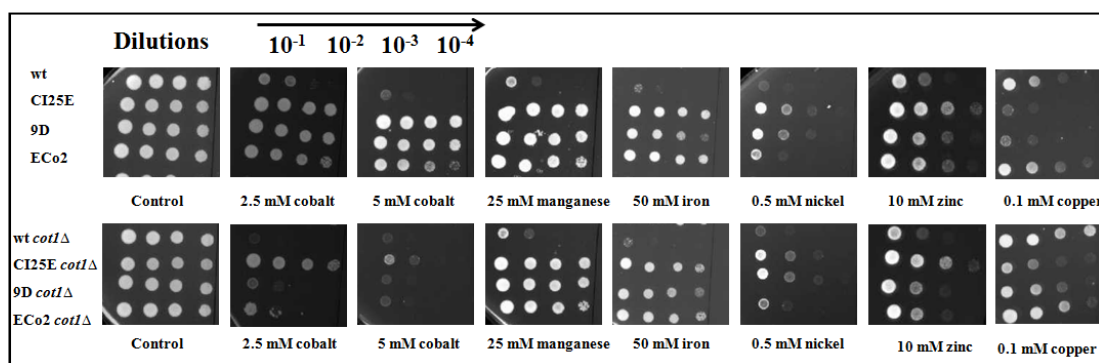 Dilutions 10-1 10-2 10-3 10-4
wt
CI25E
9D
ECo2
Control 2.5 mM cobalt 5 mM cobalt 25 mM manganese 50 mM iron 0.5 mM nickel 10 mM zinc 0.1 mM copper
wt cot1Δ
CI25E cot1Δ
9D cot1Δ
ECo2 cot1Δ
Control 2.5 mM cobalt 5 mM cobalt 25 mM manganese 50 mM iron 0.5 mM nickel 10 mM zinc 0.1 mM copper